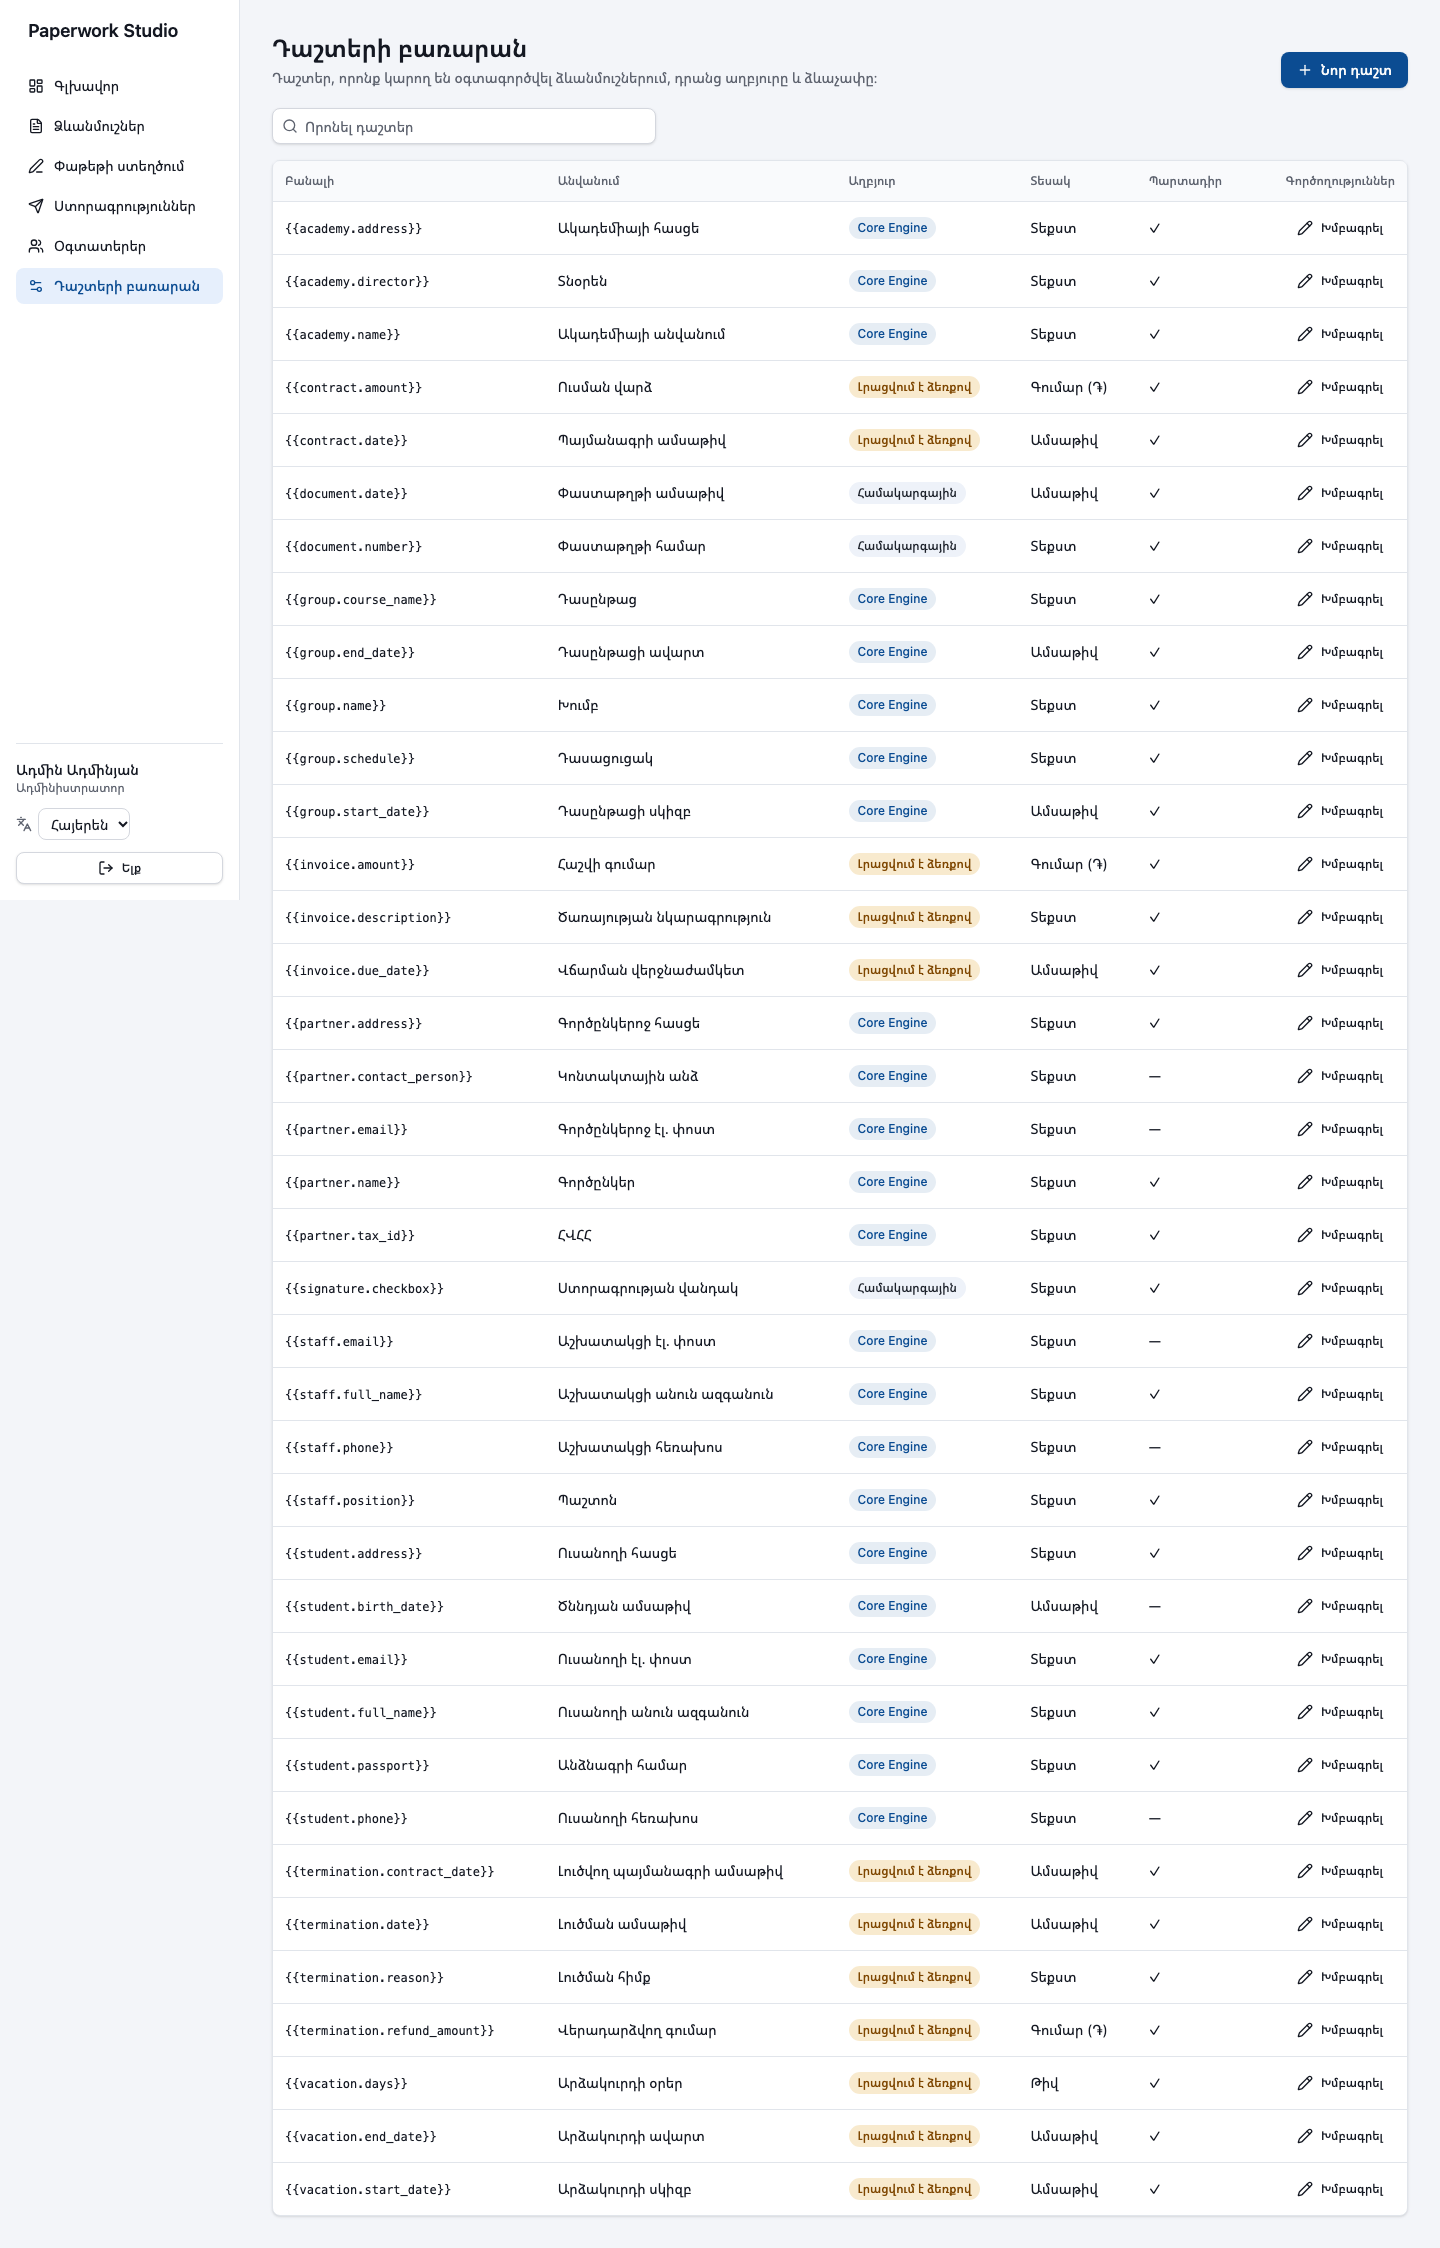 Paperwork Studio
Գլխավոր
Ձևանմուշներ
Փաթեթի ստեղծում
Ստորագրություններ
Օգտատերեր
Դաշտերի բառարան
Ադմին Ադմինյան
Ադմինիստրատոր
Հայերեն
Ելք
Դաշտերի բառարան
Դաշտեր, որոնք կարող են օգտագործվել ձևանմուշներում, դրանց աղբյուրը և ձևաչափը:
+ Նոր դաշտ
Որոնել դաշտեր
Բանալի Անվանում Աղբյուր Տեսակ Պարտադիր Գործողություններ
{{academy.address}} Ակադեմիայի հասցե Core Engine Տեքստ ✓ Խմբագրել
{{academy.director}} Տնօրեն Core Engine Տեքստ ✓ Խմբագրել
{{academy.name}} Ակադեմիայի անվանում Core Engine Տեքստ ✓ Խմբագրել
{{contract.amount}} Ուսման վարձ Լրացվում է ձեռքով Գումար (֏) ✓ Խմբագրել
{{contract.date}} Պայմանագրի ամսաթիվ Լրացվում է ձեռքով Ամսաթիվ ✓ Խմբագրել
{{document.date}} Փաստաթղթի ամսաթիվ Համակարգային Ամսաթիվ ✓ Խմբագրել
{{document.number}} Փաստաթղթի համար Համակարգային Տեքստ ✓ Խմբագրել
{{group.course_name}} Դասընթաց Core Engine Տեքստ ✓ Խմբագրել
{{group.end_date}} Դասընթացի ավարտ Core Engine Ամսաթիվ ✓ Խմբագրել
{{group.name}} Խումբ Core Engine Տեքստ ✓ Խմբագրել
{{group.schedule}} Դասացուցակ Core Engine Տեքստ ✓ Խմբագրել
{{group.start_date}} Դասընթացի սկիզբ Core Engine Ամսաթիվ ✓ Խմբագրել
{{invoice.amount}} Հաշվի գումար Լրացվում է ձեռքով Գումար (֏) ✓ Խմբագրել
{{invoice.description}} Ծառայության նկարագրություն Լրացվում է ձեռքով Տեքստ ✓ Խմբագրել
{{invoice.due_date}} Վճարման վերջնաժամկետ Լրացվում է ձեռքով Ամսաթիվ ✓ Խմբագրել
{{partner.address}} Գործընկերոջ հասցե Core Engine Տեքստ ✓ Խմբագրել
{{partner.contact_person}} Կոնտակտային անձ Core Engine Տեքստ — Խմբագրել
{{partner.email}} Գործընկերոջ էլ. փոստ Core Engine Տեքստ — Խմբագրել
{{partner.name}} Գործընկեր Core Engine Տեքստ ✓ Խմբագրել
{{partner.tax_id}} ՀՎՀՀ Core Engine Տեքստ ✓ Խմբագրել
{{signature.checkbox}} Ստորագրության վանդակ Համակարգային Տեքստ ✓ Խմբագրել
{{staff.email}} Աշխատակցի էլ. փոստ Core Engine Տեքստ — Խմբագրել
{{staff.full_name}} Աշխատակցի անուն ազգանուն Core Engine Տեքստ ✓ Խմբագրել
{{staff.phone}} Աշխատակցի հեռախոս Core Engine Տեքստ — Խմբագրել
{{staff.position}} Պաշտոն Core Engine Տեքստ ✓ Խմբագրել
{{student.address}} Ուսանողի հասցե Core Engine Տեքստ ✓ Խմբագրել
{{student.birth_date}} Ծննդյան ամսաթիվ Core Engine Ամսաթիվ — Խմբագրել
{{student.email}} Ուսանողի էլ. փոստ Core Engine Տեքստ ✓ Խմբագրել
{{student.full_name}} Ուսանողի անուն ազգանուն Core Engine Տեքստ ✓ Խմբագրել
{{student.passport}} Անձնագրի համար Core Engine Տեքստ ✓ Խմբագրել
{{student.phone}} Ուսանողի հեռախոս Core Engine Տեքստ — Խմբագրել
{{termination.contract_date}} Լուծվող պայմանագրի ամսաթիվ Լրացվում է ձեռքով Ամսաթիվ ✓ Խմբագրել
{{termination.date}} Լուծման ամսաթիվ Լրացվում է ձեռքով Ամսաթիվ ✓ Խմբագրել
{{termination.reason}} Լուծման հիմք Լրացվում է ձեռքով Տեքստ ✓ Խմբագրել
{{termination.refund_amount}} Վերադարձվող գումար Լրացվում է ձեռքով Գումար (֏) ✓ Խմբագրել
{{vacation.days}} Արձակուրդի օրեր Լրացվում է ձեռքով Թիվ ✓ Խմբագրել
{{vacation.end_date}} Արձակուրդի ավարտ Լրացվում է ձեռքով Ամսաթիվ ✓ Խմբագրել
{{vacation.start_date}} Արձակուրդի սկիզբ Լրացվում է ձեռքով Ամսաթիվ ✓ Խմբագրել